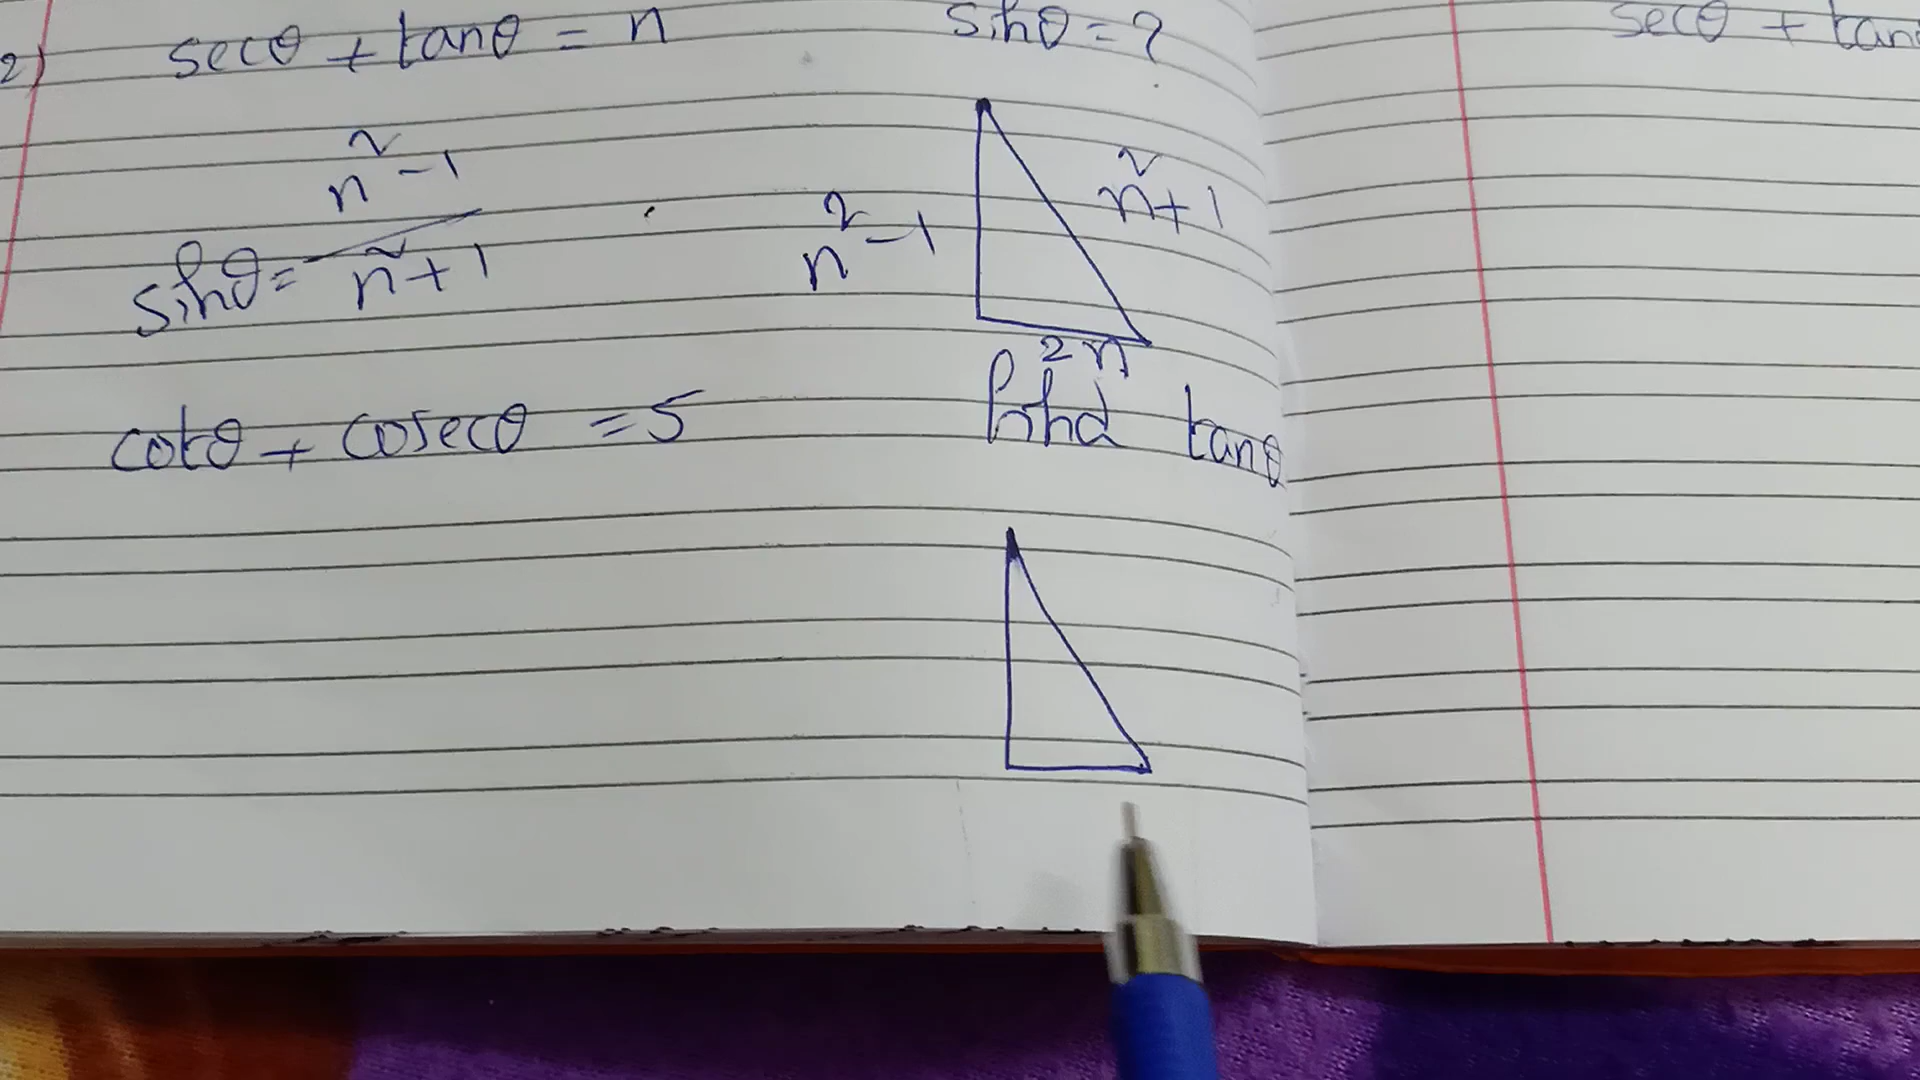 2) secθ + tanθ = n sinθ = ? secθ + tanθ
n² - 1
sinθ = n² + 1
n² - 1 n² + 1
2n
cotθ + cosecθ = 5 find tanθ